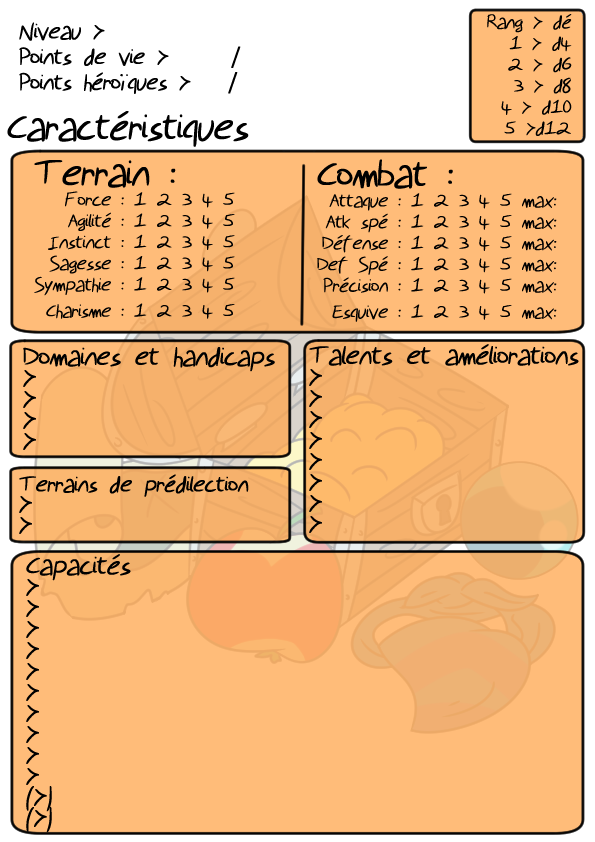 Niveau >
Points de vie > /
Points héroïques > /
Rang > dé
1 > d4
2 > d6
3 > d8
4 > d10
5 >d12
Caractéristiques
Terrain :
Force : 1 2 3 4 5
Agilité : 1 2 3 4 5
Instinct : 1 2 3 4 5
Sagesse : 1 2 3 4 5
Sympathie : 1 2 3 4 5
Charisme : 1 2 3 4 5
Combat :
Attaque : 1 2 3 4 5 max:
Atk spé : 1 2 3 4 5 max:
Défense : 1 2 3 4 5 max:
Def Spé : 1 2 3 4 5 max:
Précision : 1 2 3 4 5 max:
Esquive : 1 2 3 4 5 max:
Domaines et handicaps
>
>
>
>
Terrains de prédilection
>
>
Talents et améliorations
>
>
>
>
>
>
>
>
Capacités
>
>
>
>
>
>
>
>
>
>
(>)
(>)